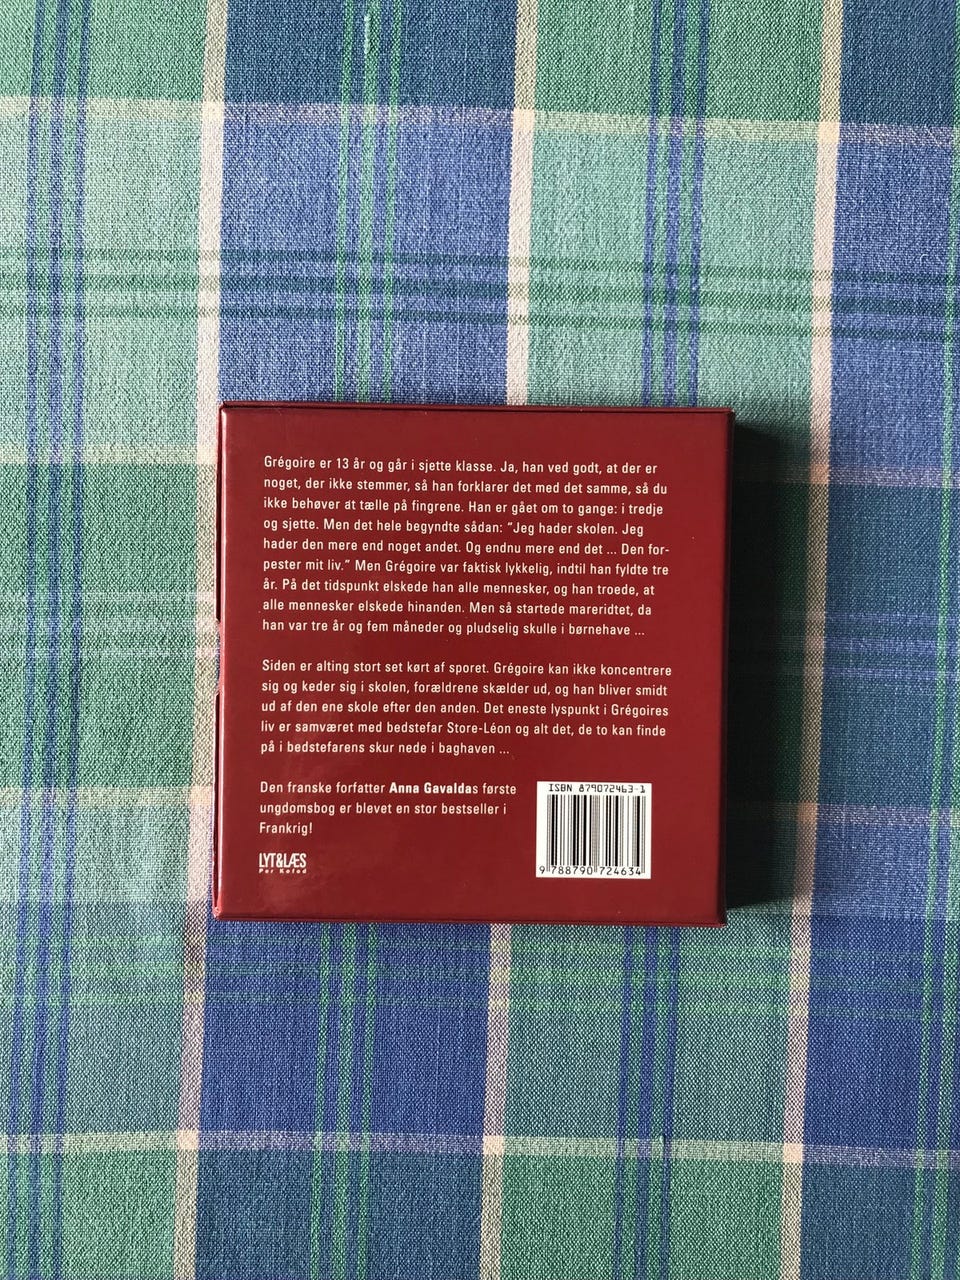 Grégoire er 13 år og går i sjette klasse. Ja, han ved godt, at der er
noget, der ikke stemmer, så han forklarer det med det samme, så du
ikke behøver at tælle på fingrene. Han er gået om to gange: i tredje
og sjette. Men det hele begyndte sådan: “Jeg hader skolen. Jeg
hader den mere end noget andet. Og endnu mere end det ... Den for-
pester mit liv.” Men Grégoire var faktisk lykkelig, indtil han fyldte tre
år. På det tidspunkt elskede han alle mennesker, og han troede, at
alle mennesker elskede hinanden. Men så startede mareridtet, da
han var tre år og fem måneder og pludselig skulle i børnehave ...
Siden er alting stort set kørt af sporet. Grégoire kan ikke koncentrere
sig og keder sig i skolen, forældrene skælder ud, og han bliver smidt
ud af den ene skole efter den anden. Det eneste lyspunkt i Grégoires
liv er samværet med bedstefar Store-Léon og alt det, de to kan finde
på i bedstefarens skur nede i baghaven ...
Den franske forfatter Anna Gavaldas første
ungdomsbog er blevet en stor bestseller i
Frankrig!
LYT&LÆS
Per Kofod
ISBN 879072463-1
9 788790 724634